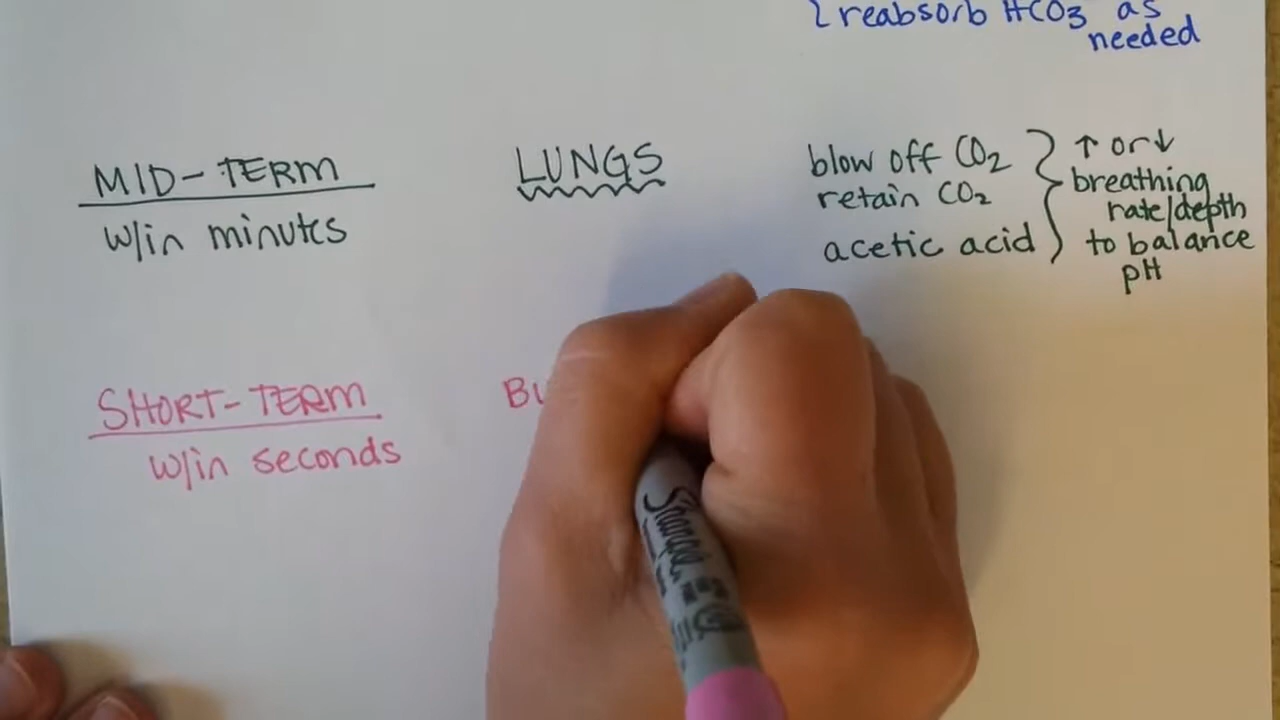 reabsorb HCO3 as
needed
MID-TERM
w/in minutes
LUNGS
blow off CO2
retain CO2
acetic acid
↑ or ↓
breathing
rate/depth
to balance
pH
SHORT-TERM
w/in seconds
Sharpie